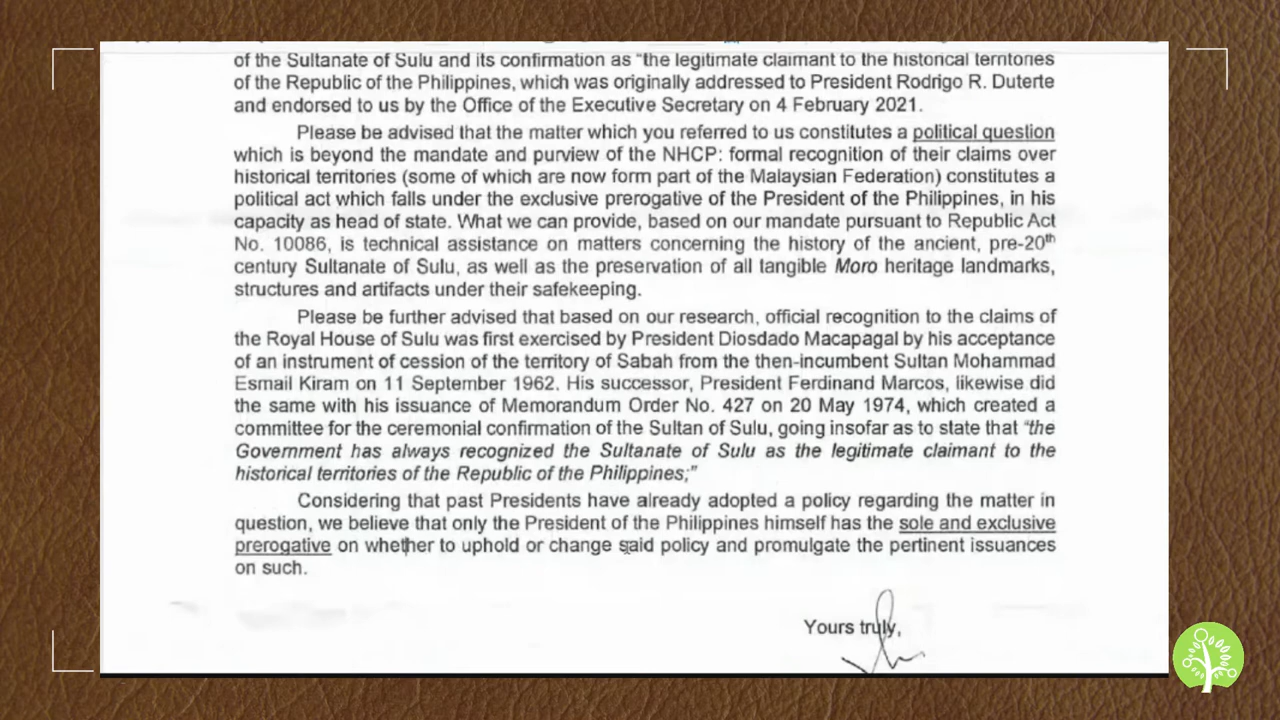 of the Sultanate of Sulu and its confirmation as “the legitimate claimant to the historical territories
of the Republic of the Philippines, which was originally addressed to President Rodrigo R. Duterte
and endorsed to us by the Office of the Executive Secretary on 4 February 2021.
Please be advised that the matter which you referred to us constitutes a political question
which is beyond the mandate and purview of the NHCP: formal recognition of their claims over
historical territories (some of which are now form part of the Malaysian Federation) constitutes a
political act which falls under the exclusive prerogative of the President of the Philippines, in his
capacity as head of state. What we can provide, based on our mandate pursuant to Republic Act
No. 10086, is technical assistance on matters concerning the history of the ancient, pre-20th
century Sultanate of Sulu, as well as the preservation of all tangible Moro heritage landmarks,
structures and artifacts under their safekeeping.
Please be further advised that based on our research, official recognition to the claims of
the Royal House of Sulu was first exercised by President Diosdado Macapagal by his acceptance
of an instrument of cession of the territory of Sabah from the then-incumbent Sultan Mohammad
Esmail Kiram on 11 September 1962. His successor, President Ferdinand Marcos, likewise did
the same with his issuance of Memorandum Order No. 427 on 20 May 1974, which created a
committee for the ceremonial confirmation of the Sultan of Sulu, going insofar as to state that “the
Government has always recognized the Sultanate of Sulu as the legitimate claimant to the
historical territories of the Republic of the Philippines;”
Considering that past Presidents have already adopted a policy regarding the matter in
question, we believe that only the President of the Philippines himself has the sole and exclusive
prerogative on whether to uphold or change said policy and promulgate the pertinent issuances
on such.
Yours truly,